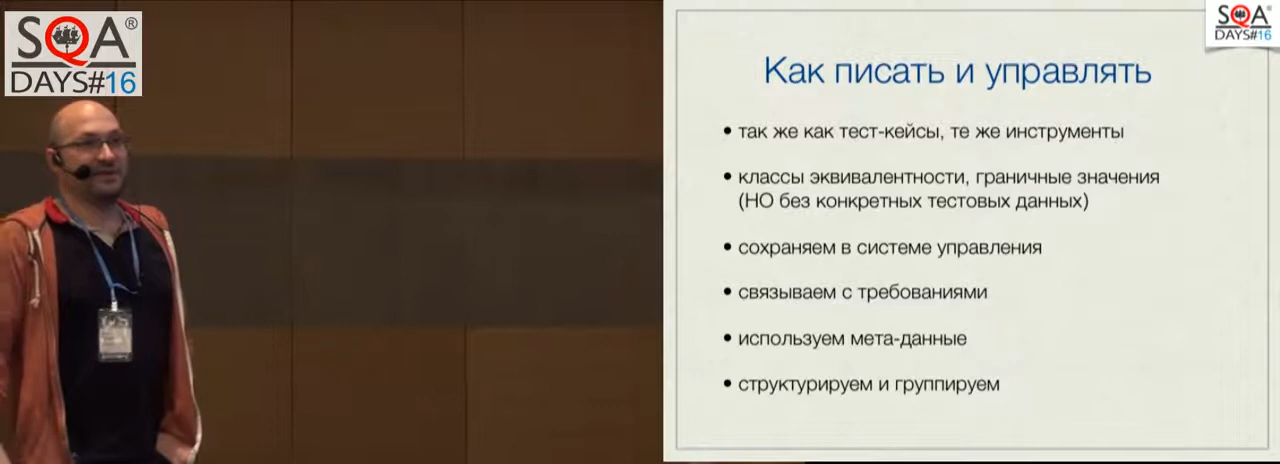 SQA®
DAYS#16
SQA®
DAYS#16
Как писать и управлять
• так же как тест-кейсы, те же инструменты
• классы эквивалентности, граничные значения
(НО без конкретных тестовых данных)
• сохраняем в системе управления
• связываем с требованиями
• используем мета-данные
• структурируем и группируем